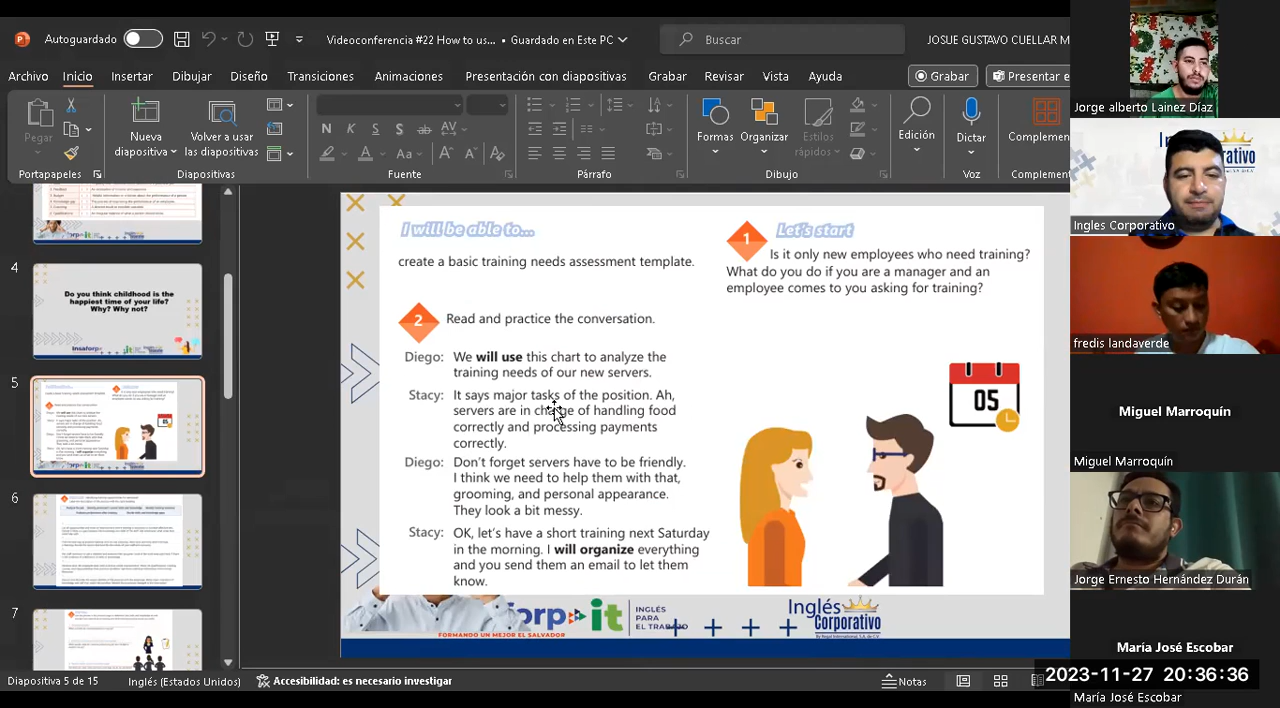 Autoguardado
Videoconferencia #22 How to w... • Guardado en Este PC
Buscar
JOSUE GUSTAVO CUELLAR M
Archivo Inicio Insertar Dibujar Diseño Transiciones Animaciones Presentación con diapositivas Grabar Revisar Vista Ayuda
Grabar
Presentar e
Pegar
Nueva diapositiva
Volver a usar las diapositivas
Formas
Organizar
Estilos rápidos
Edición
Dictar
Complemen
Portapapeles
Diapositivas
Fuente
Párrafo
Dibujo
Voz
Complement
4
Do you think childhood is the
happiest time of your life?
Why? Why not?
5
6
7
I will be able to...
create a basic training needs assessment template.
1
Let's start
Is it only new employees who need training?
What do you do if you are a manager and an
employee comes to you asking for training?
2
Read and practice the conversation.
Diego: We will use this chart to analyze the
training needs of our new servers.
Stacy: It says major tasks of the position. Ah,
servers are in charge of handling food
correctly and processing payments
correctly.
Diego: Don't forget servers have to be friendly.
I think we need to help them with that,
grooming, and personal appearance.
They look a bit messy.
Stacy: OK, let's have a short training next Saturday
in the morning. I will organize everything
and you send them an email to let them
know.
05
orp
it
FORMANDO UN MEJOR EL SALVADOR
INGLÉS
PARA
EL TRABAJO
Inglés
Corporativo
Diapositiva 5 de 15
Inglés (Estados Unidos)
Accesibilidad: es necesario investigar
Notas
Jorge alberto Lainez Díaz
Ingles Corporativo
fredis landaverde
Miguel Marroquín
Miguel Marroquín
Jorge Ernesto Hernández Durán
María José Escobar
2023-11-27 20:36:36
María José Escobar